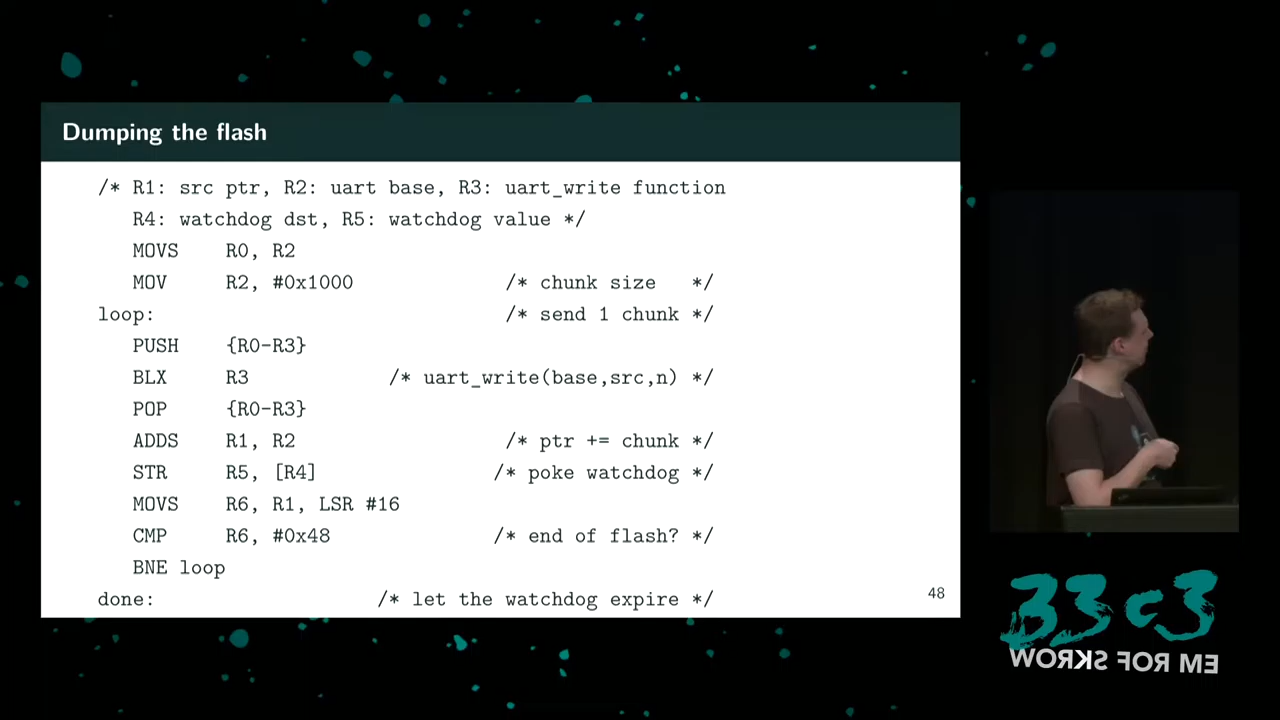 Dumping the flash
/* R1: src ptr, R2: uart base, R3: uart_write function
R4: watchdog dst, R5: watchdog value */
MOVS R0, R2
MOV R2, #0x1000 /* chunk size */
loop: /* send 1 chunk */
PUSH {R0-R3}
BLX R3 /* uart_write(base,src,n) */
POP {R0-R3}
ADDS R1, R2 /* ptr += chunk */
STR R5, [R4] /* poke watchdog */
MOVS R6, R1, LSR #16
CMP R6, #0x48 /* end of flash? */
BNE loop
done: /* let the watchdog expire */
48
33c3
WORKS FOR ME